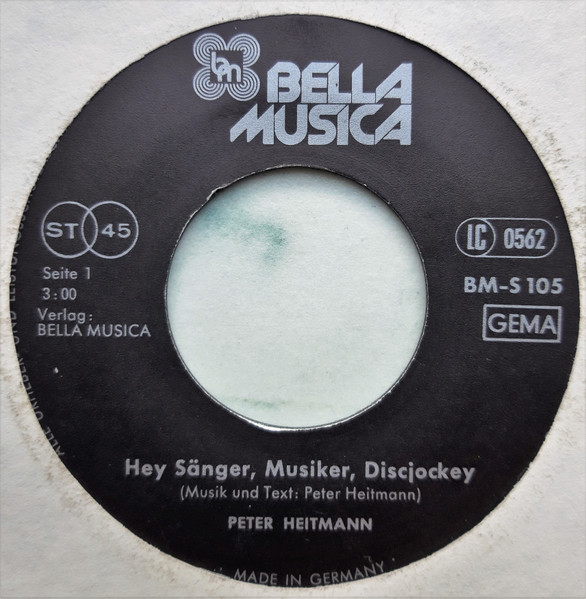 bm
BELLA
MUSICA
ST 45
Seite 1
3:00
Verlag:
BELLA MUSICA
LC 0562
BM-S 105
GEMA
Hey Sänger, Musiker, Discjockey
(Musik und Text: Peter Heitmann)
PETER HEITMANN
MADE IN GERMANY